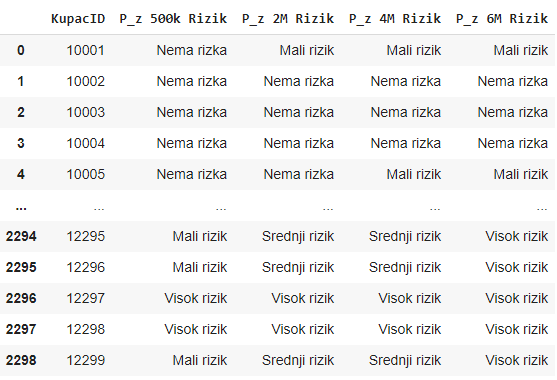 KupacID P_z 500k Rizik P_z 2M Rizik P_z 4M Rizik P_z 6M Rizik
0 10001 Nema rizka Mali rizik Mali rizik Mali rizik
1 10002 Nema rizka Nema rizka Nema rizka Nema rizka
2 10003 Nema rizka Nema rizka Nema rizka Nema rizka
3 10004 Nema rizka Nema rizka Nema rizka Nema rizka
4 10005 Nema rizka Nema rizka Mali rizik Mali rizik
... ... ... ... ... ...
2294 12295 Mali rizik Srednji rizik Srednji rizik Visok rizik
2295 12296 Mali rizik Srednji rizik Srednji rizik Visok rizik
2296 12297 Visok rizik Visok rizik Visok rizik Visok rizik
2297 12298 Visok rizik Visok rizik Visok rizik Visok rizik
2298 12299 Mali rizik Srednji rizik Srednji rizik Visok rizik